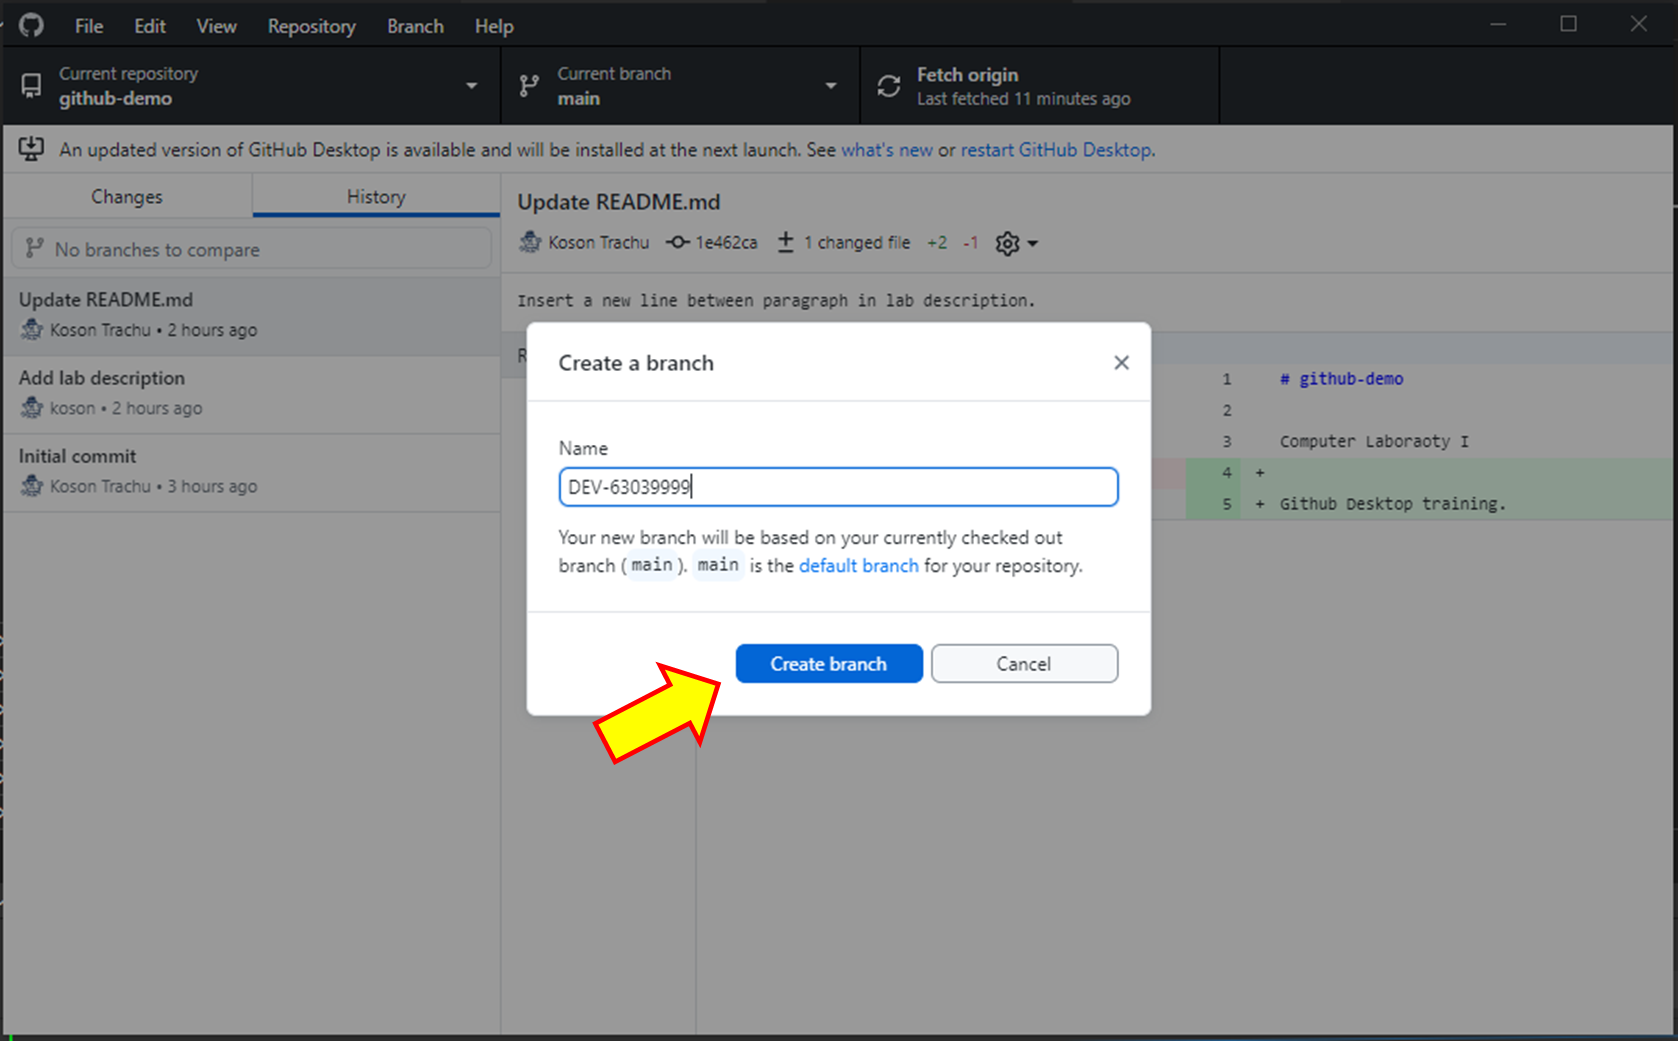 File Edit View Repository Branch Help
Current repository
github-demo
Current branch
main
Fetch origin
Last fetched 11 minutes ago
An updated version of GitHub Desktop is available and will be installed at the next launch. See what's new or restart GitHub Desktop.
Changes
History
No branches to compare
Update README.md
Koson Trachu • 2 hours ago
Add lab description
koson • 2 hours ago
Initial commit
Koson Trachu • 3 hours ago
Update README.md
Koson Trachu 1e462ca 1 changed file +2 -1
Insert a new line between paragraph in lab description.
R
1 # github-demo
2
3 Computer Laboraoty I
4 +
5 + Github Desktop training.
Create a branch
Name
DEV-63039999
Your new branch will be based on your currently checked out
branch (main). main is the default branch for your repository.
Create branch
Cancel